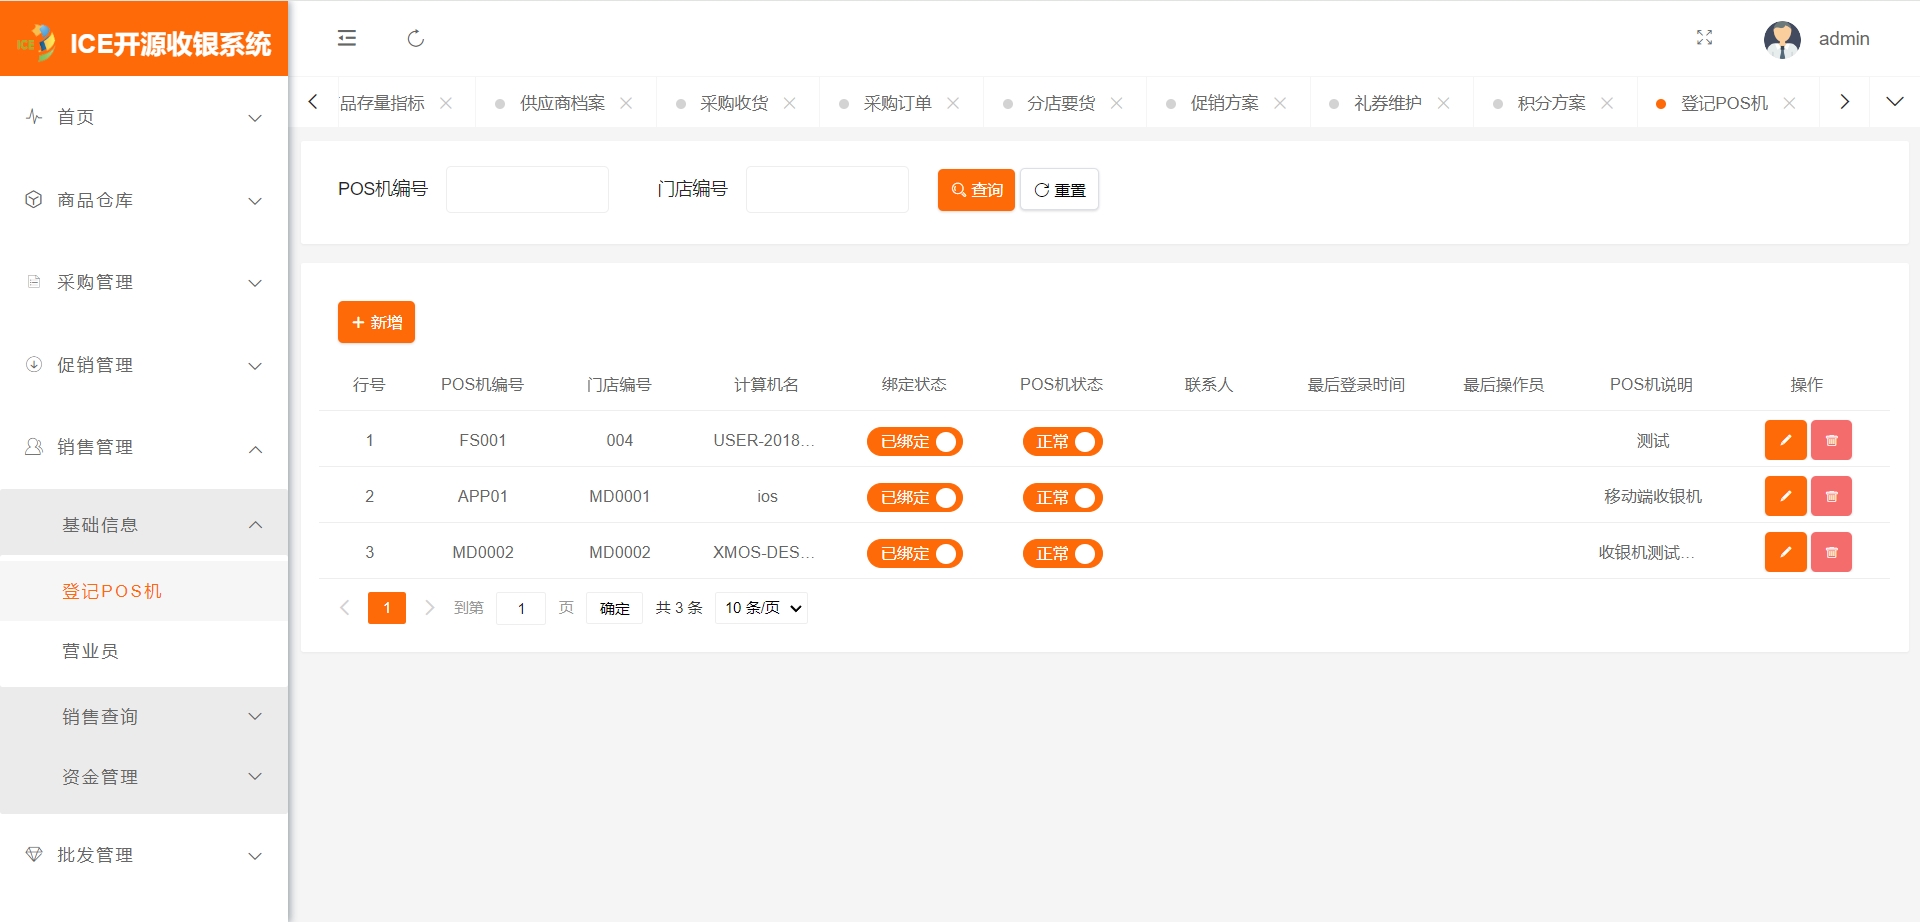 ICE ICE开源收银系统
admin
品存量指标
供应商档案
采购收货
采购订单
分店要货
促销方案
礼券维护
积分方案
登记POS机
首页
商品仓库
采购管理
促销管理
销售管理
基础信息
登记POS机
营业员
销售查询
资金管理
批发管理
POS机编号
门店编号
查询
重置
新增
行号 POS机编号 门店编号 计算机名 绑定状态 POS机状态 联系人 最后登录时间 最后操作员 POS机说明 操作
1 FS001 004 USER-2018... 已绑定 正常 测试
2 APP01 MD0001 ios 已绑定 正常 移动端收银机
3 MD0002 MD0002 XMOS-DES... 已绑定 正常 收银机测试...
1 到第 1 页 确定 共 3 条 10 条/页